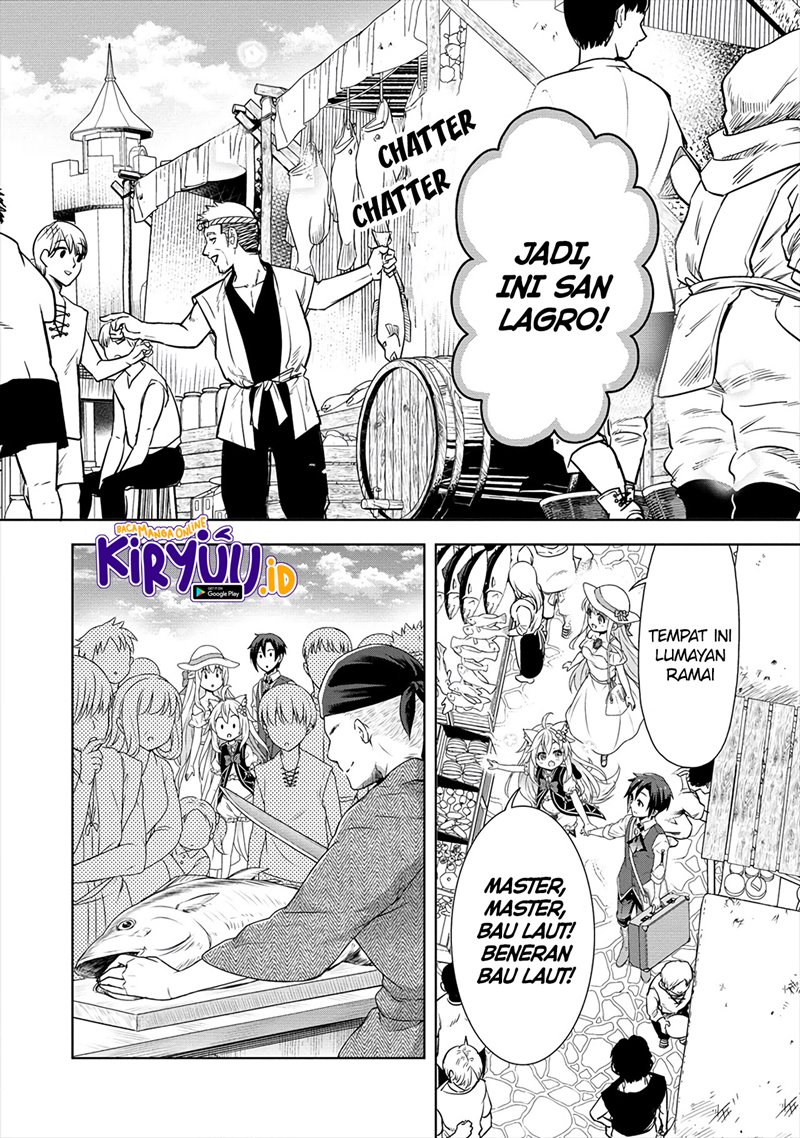 CHATTER
CHATTER
JADI,
INI SAN
LAGRO!
BACA MANGA ONLINE
KIRYUU.id
GET IT ON
Google Play
TEMPAT INI
LUMAYAN
RAMAI
MASTER,
MASTER,
BAU LAUT!
BENERAN
BAU LAUT!